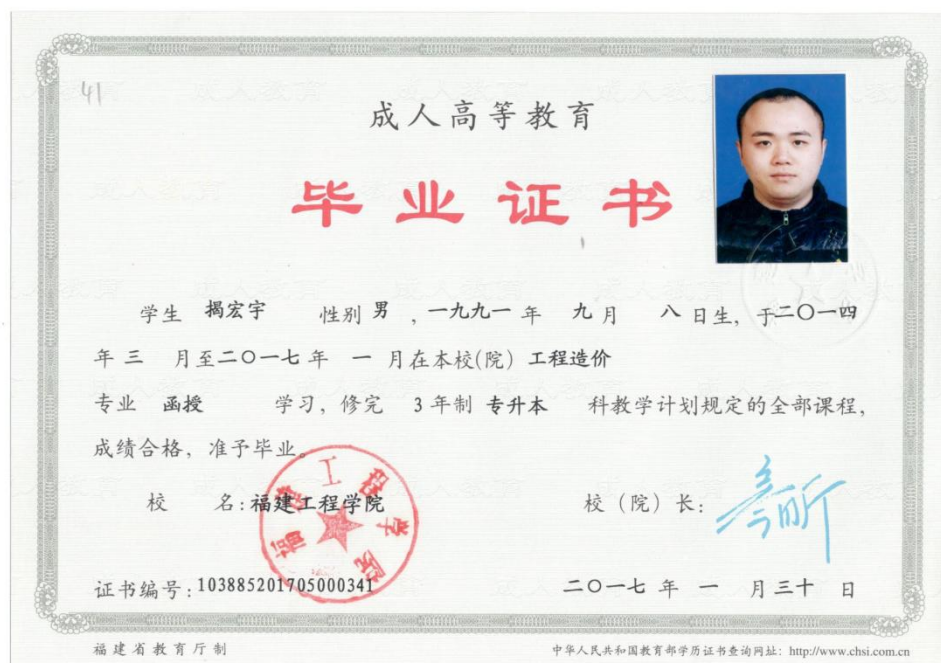 41
成人高等教育
毕业证书
学生 揭宏宇 性别 男 , 一九九一 年 九 月 八 日生, 于二〇一四
年 三 月至二〇一七 年 一 月在本校(院) 工程造价
专业 函授 学习, 修完 3 年制 专升本 科教学计划规定的全部课程,
成绩合格, 准予毕业。
校 名: 福建工程学院
校(院)长:
福建工程学院
证书编号: 103885201705000341
二〇一七 年 一 月 三十 日
福建省教育厅制
中华人民共和国教育部学历证书查询网址: http://www.chsi.com.cn